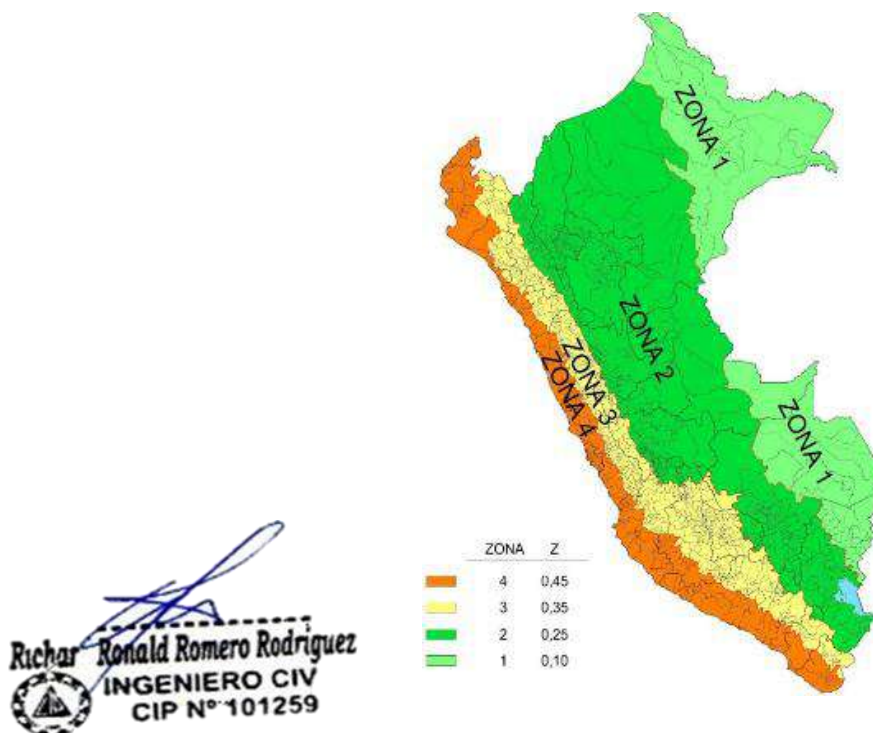 ZONA 1
ZONA 2
ZONA 3
ZONA 4
ZONA 1
ZONA Z
4 0,45
3 0,35
2 0,25
1 0,10
Richar Ronald Romero Rodriguez
INGENIERO CIV
CIP Nº 101259